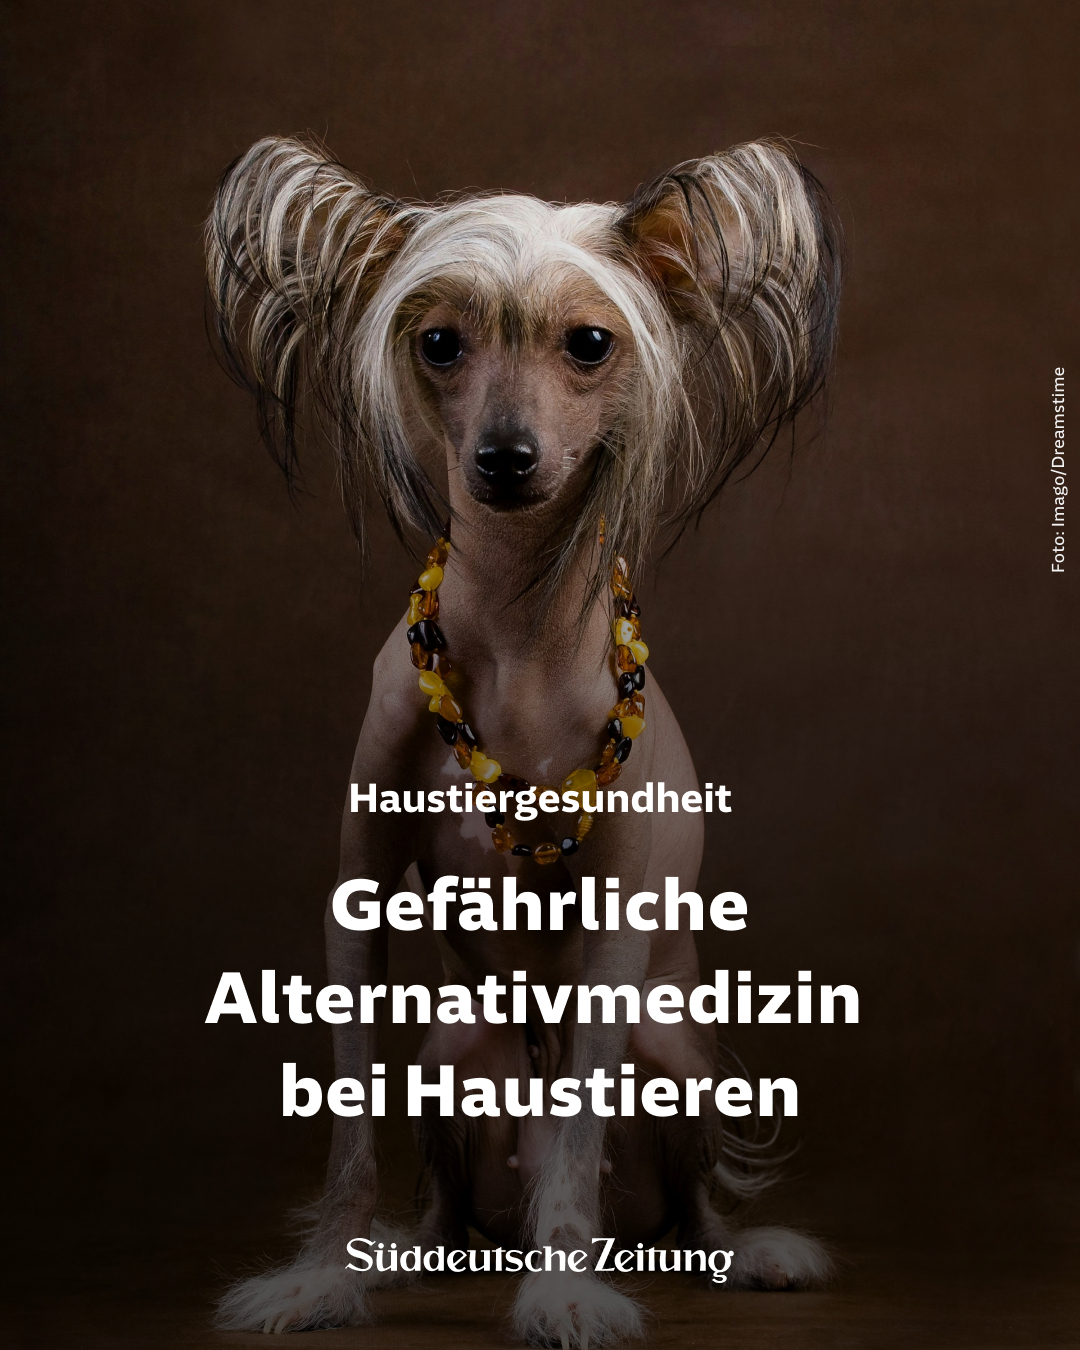 Foto: Imago/Dreamstime
Haustiergesundheit
Gefährliche
Alternativmedizin
bei Haustieren
Süddeutsche Zeitung